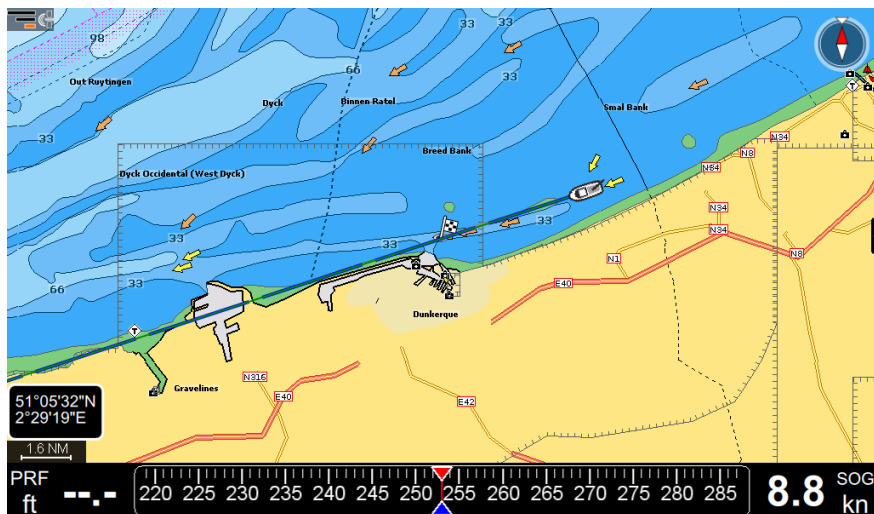 98
33
33
66
Out Ruytingen
33
Dyck
Binnen Ratel
Smal Bank
33
N34
Breed Bank
N8
N64
Dyck Occidental (West Dyck)
N34
33
33
33
N34
N8
N1
66
33
E40
T
Dunkerque
N316
Gravelines
E40
E42
51°05'32"N
2°29'19"E
1.6 NM
PRF
ft
--.-
220 225 230 235 240 245 250 255 260 265 270 275 280 285
8.8
SOG
kn